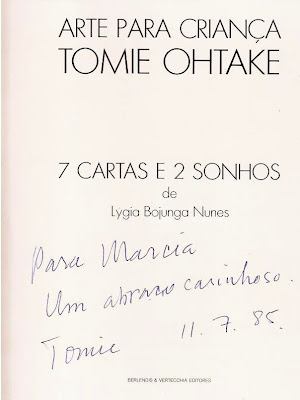 ARTE PARA CRIANÇA
TOMIE OHTAKE
7 CARTAS E 2 SONHOS
de
Lygia Bojunga Nunes
Para Marcia
Um abraço carinhoso.
Tomie 11.7.85.
BERLENDIS & VERTECCHIA EDITORES